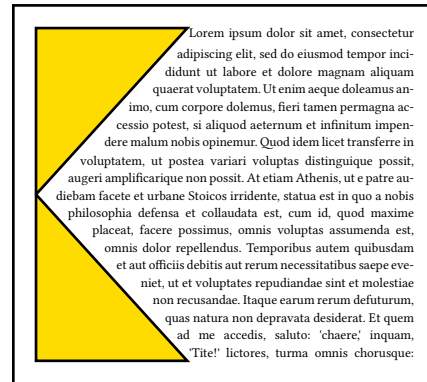 Lorem ipsum dolor sit amet, consectetur
adipiscing elit, sed do eiusmod tempor inci-
didunt ut labore et dolore magnam aliquam
quaerat voluptatem. Ut enim aeque doleamus an-
imo, cum corpore dolemus, fieri tamen permagna ac-
cessio potest, si aliquod aeternum et infinitum impen-
dere malum nobis opinemur. Quod idem licet transferre in
voluptatem, ut postea variari voluptas distinguique possit,
augeri amplificarique non possit. At etiam Athenis, ut e patre au-
diebam facete et urbane Stoicos irridente, statua est in quo a nobis
philosophia defensa et collaudata est, cum id, quod maxime
placeat, facere possimus, omnis voluptas assumenda est,
omnis dolor repellendus. Temporibus autem quibusdam
et aut officiis debitis aut rerum necessitatibus saepe eve-
niet, ut et voluptates repudiandae sint et molestiae
non recusandae. Itaque earum rerum defuturum,
quas natura non depravata desiderat. Et quem
ad me accedis, saluto: 'chaere,' inquam,
'Tite!' lictores, turma omnis chorusque: